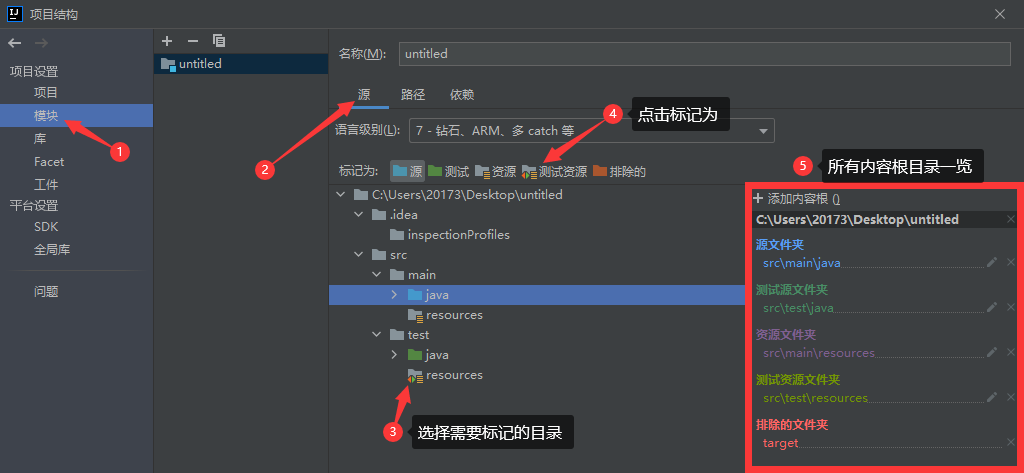 项目结构
项目设置
项目
模块
库
Facet
工件
平台设置
SDK
全局库
问题
untitled
名称(M):
untitled
源
路径
依赖
语言级别(L):
7 - 钻石、ARM、多 catch 等
标记为:
源
测试
资源
测试资源
排除的
C:\Users\20173\Desktop\untitled
.idea
inspectionProfiles
src
main
java
resources
test
java
resources
1
2
3
选择需要标记的目录
4
点击标记为
5
所有内容根目录一览
添加内容根 ()
C:\Users\20173\Desktop\untitled
源文件夹
src\main\java
测试源文件夹
src\test\java
资源文件夹
src\main\resources
测试资源文件夹
src\test\resources
排除的文件夹
target